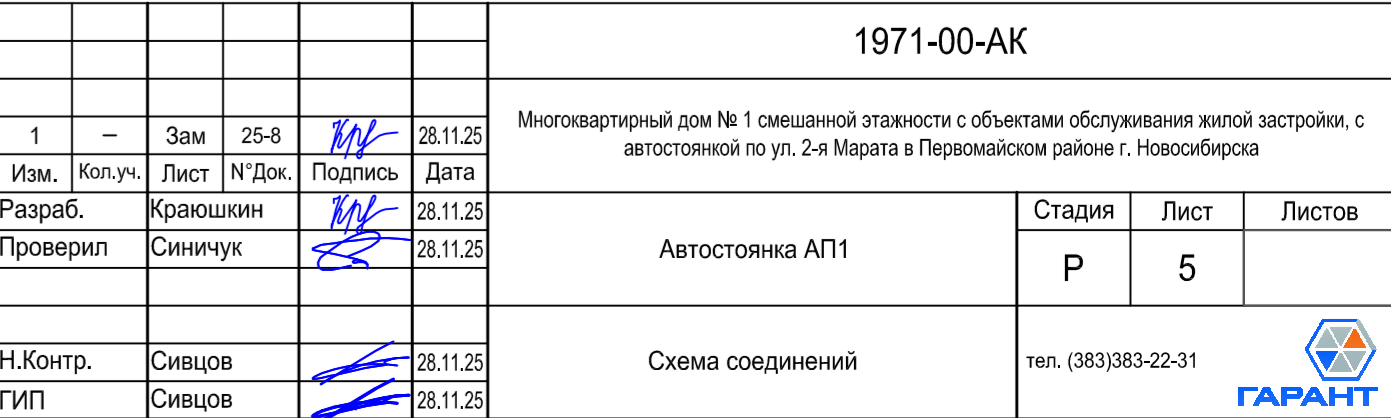 1971-00-АК
Многоквартирный дом № 1 смешанной этажности с объектами обслуживания жилой застройки, с
автостоянкой по ул. 2-я Марата в Первомайском районе г. Новосибирска
1 – Зам 25-8 28.11.25
Изм. Кол.уч. Лист N°Док. Подпись Дата
Разраб. Краюшкин 28.11.25
Проверил Синичук 28.11.25
Н.Контр. Сивцов 28.11.25
ГИП Сивцов 28.11.25
Автостоянка АП1
Стадия Лист Листов
Р 5
Схема соединений
тел. (383)383-22-31
ГАРАНТ